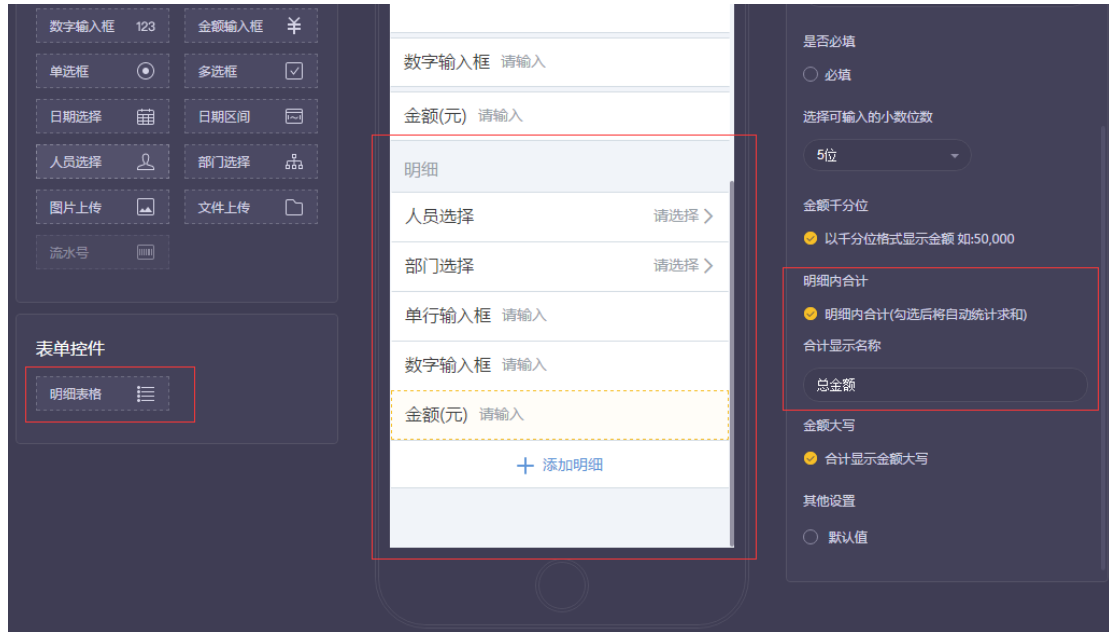 数字输入框 123 金额输入框 ¥
单选框 多选框
日期选择 日期区间
人员选择 部门选择
图片上传 文件上传
流水号
表单控件
明细表格
数字输入框 请输入
金额(元) 请输入
明细
人员选择 请选择
部门选择 请选择
单行输入框 请输入
数字输入框 请输入
金额(元) 请输入
添加明细
是否必填
必填
选择可输入的小数位数
5位
金额千分位
以千分位格式显示金额 如:50,000
明细内合计
明细内合计(勾选后将自动统计求和)
合计显示名称
总金额
金额大写
合计显示金额大写
其他设置
默认值